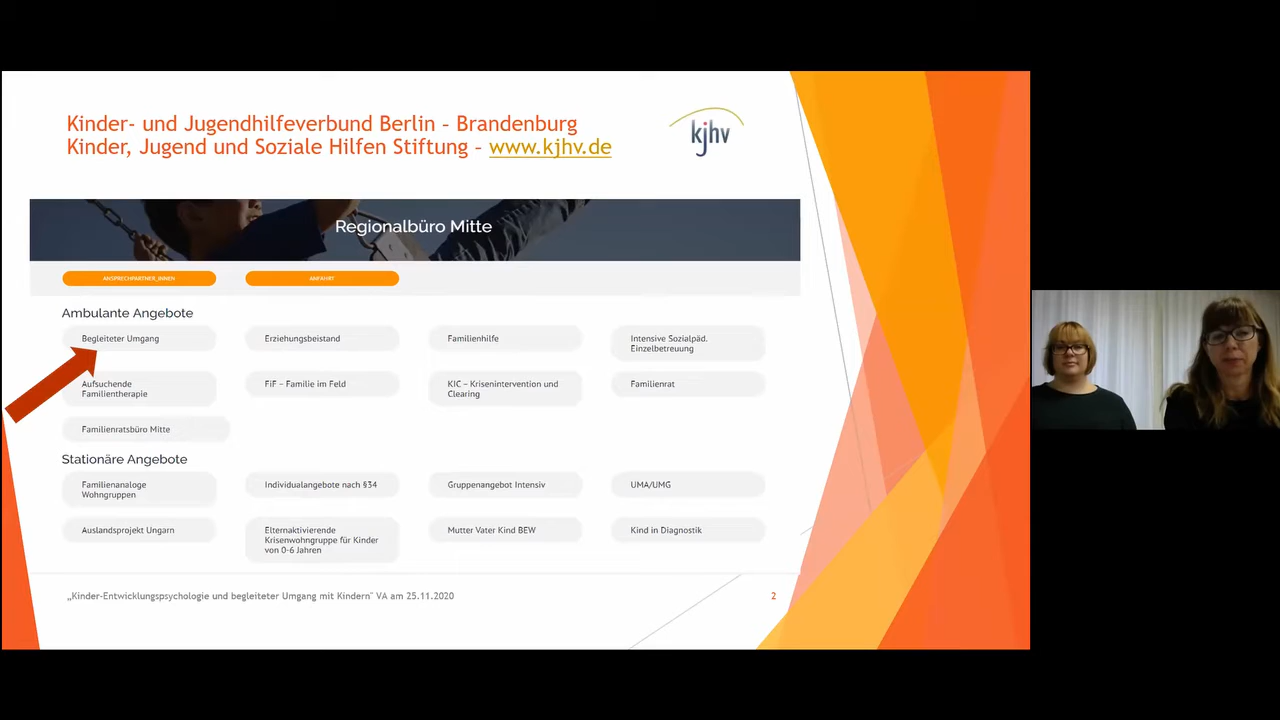 Kinder- und Jugendhilfeverbund Berlin – Brandenburg
Kinder, Jugend und Soziale Hilfen Stiftung – www.kjhv.de
kjhv
Regionalbüro Mitte
ANSPRECHPARTNER_INNEN
ANFAHRT
Ambulante Angebote
Begleiteter Umgang
Erziehungsbeistand
Familienhilfe
Intensive Sozialpäd.
Einzelbetreuung
Aufsuchende
Familientherapie
FiF – Familie im Feld
KIC – Krisenintervention und
Clearing
Familienrat
Familienratsbüro Mitte
Stationäre Angebote
Familienanaloge
Wohngruppen
Individualangebote nach §34
Gruppenangebot Intensiv
UMA/UMG
Auslandsprojekt Ungarn
Elternaktivierende
Krisenwohngruppe für Kinder
von 0-6 Jahren
Mutter Vater Kind BEW
Kind in Diagnostik
„Kinder-Entwicklungspsychologie und begleiteter Umgang mit Kindern" VA am 25.11.2020
2